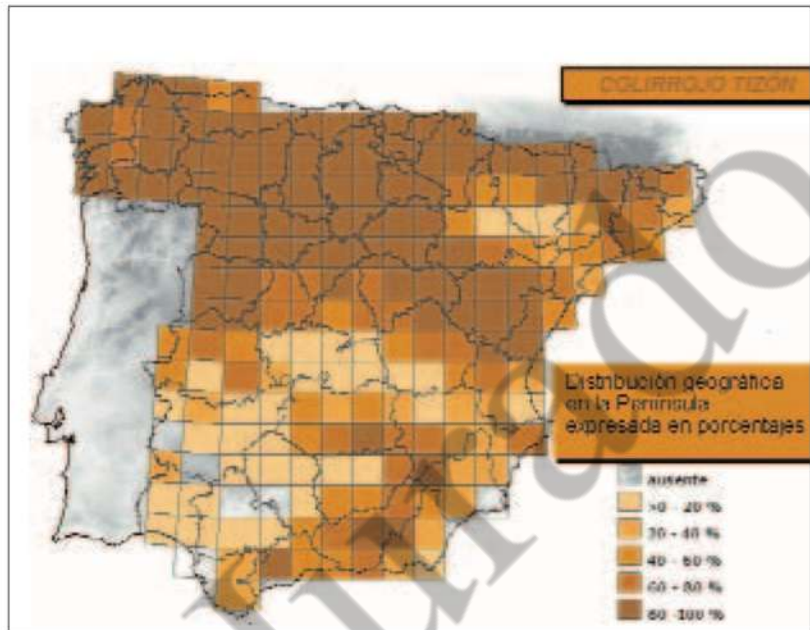 COLIRROJO TIZÓN
Distribución geográfica
en la Península
expresada en porcentajes
ausente
>0 - 20 %
20 - 40 %
40 - 60 %
60 - 80 %
80 -100 %